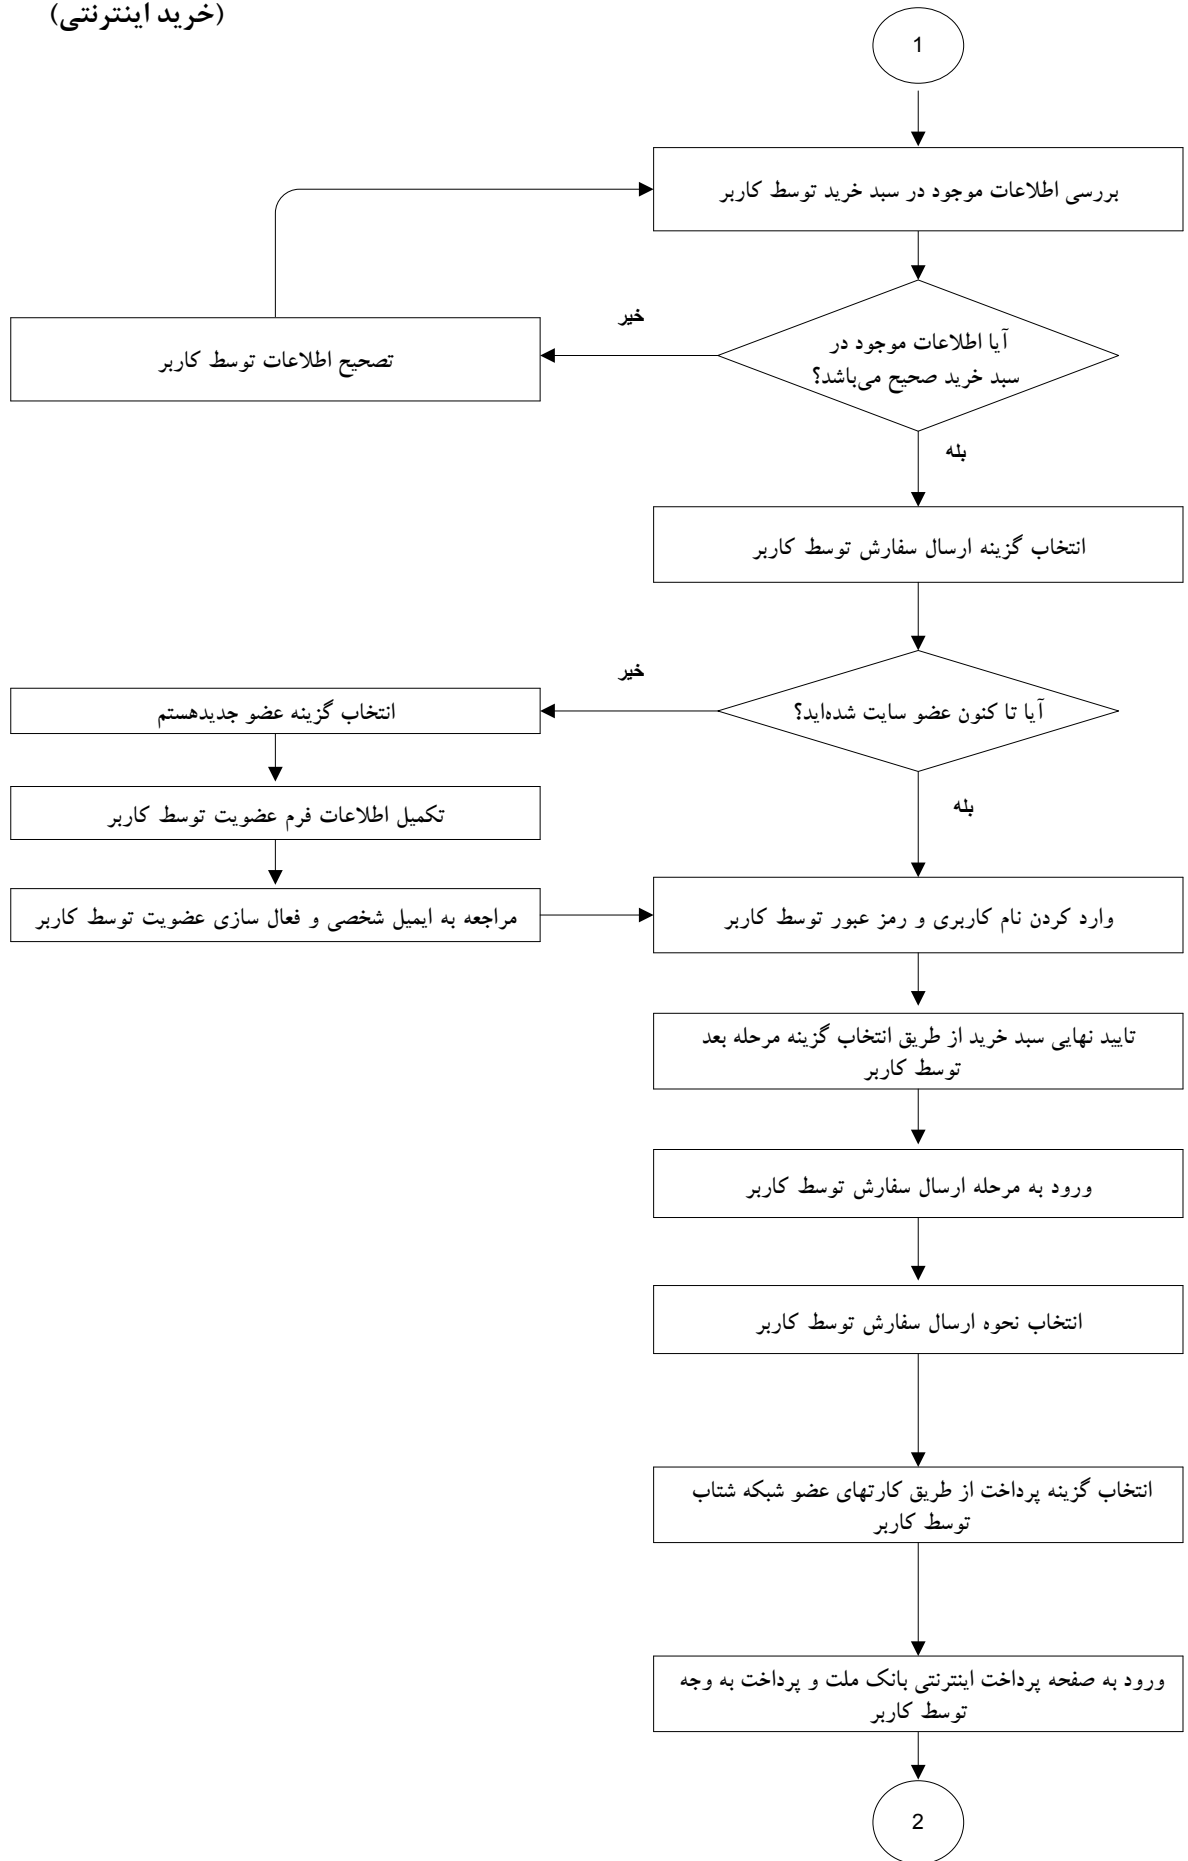 (خرید اینترنتی)
1
بررسی اطلاعات موجود در سبد خرید توسط کاربر
آیا اطلاعات موجود در
سبد خرید صحیح می‌باشد؟
خیر
تصحیح اطلاعات توسط کاربر
بله
انتخاب گزینه ارسال سفارش توسط کاربر
آیا تا کنون عضو سایت شده‌اید؟
خیر
انتخاب گزینه عضو جدیدهستم
تکمیل اطلاعات فرم عضویت توسط کاربر
مراجعه به ایمیل شخصی و فعال سازی عضویت توسط کاربر
بله
وارد کردن نام کاربری و رمز عبور توسط کاربر
تایید نهایی سبد خرید از طریق انتخاب گزینه مرحله بعد
توسط کاربر
ورود به مرحله ارسال سفارش توسط کاربر
انتخاب نحوه ارسال سفارش توسط کاربر
انتخاب گزینه پرداخت از طریق کارتهای عضو شبکه شتاب
توسط کاربر
ورود به صفحه پرداخت اینترنتی بانک ملت و پرداخت به وجه
توسط کاربر
2